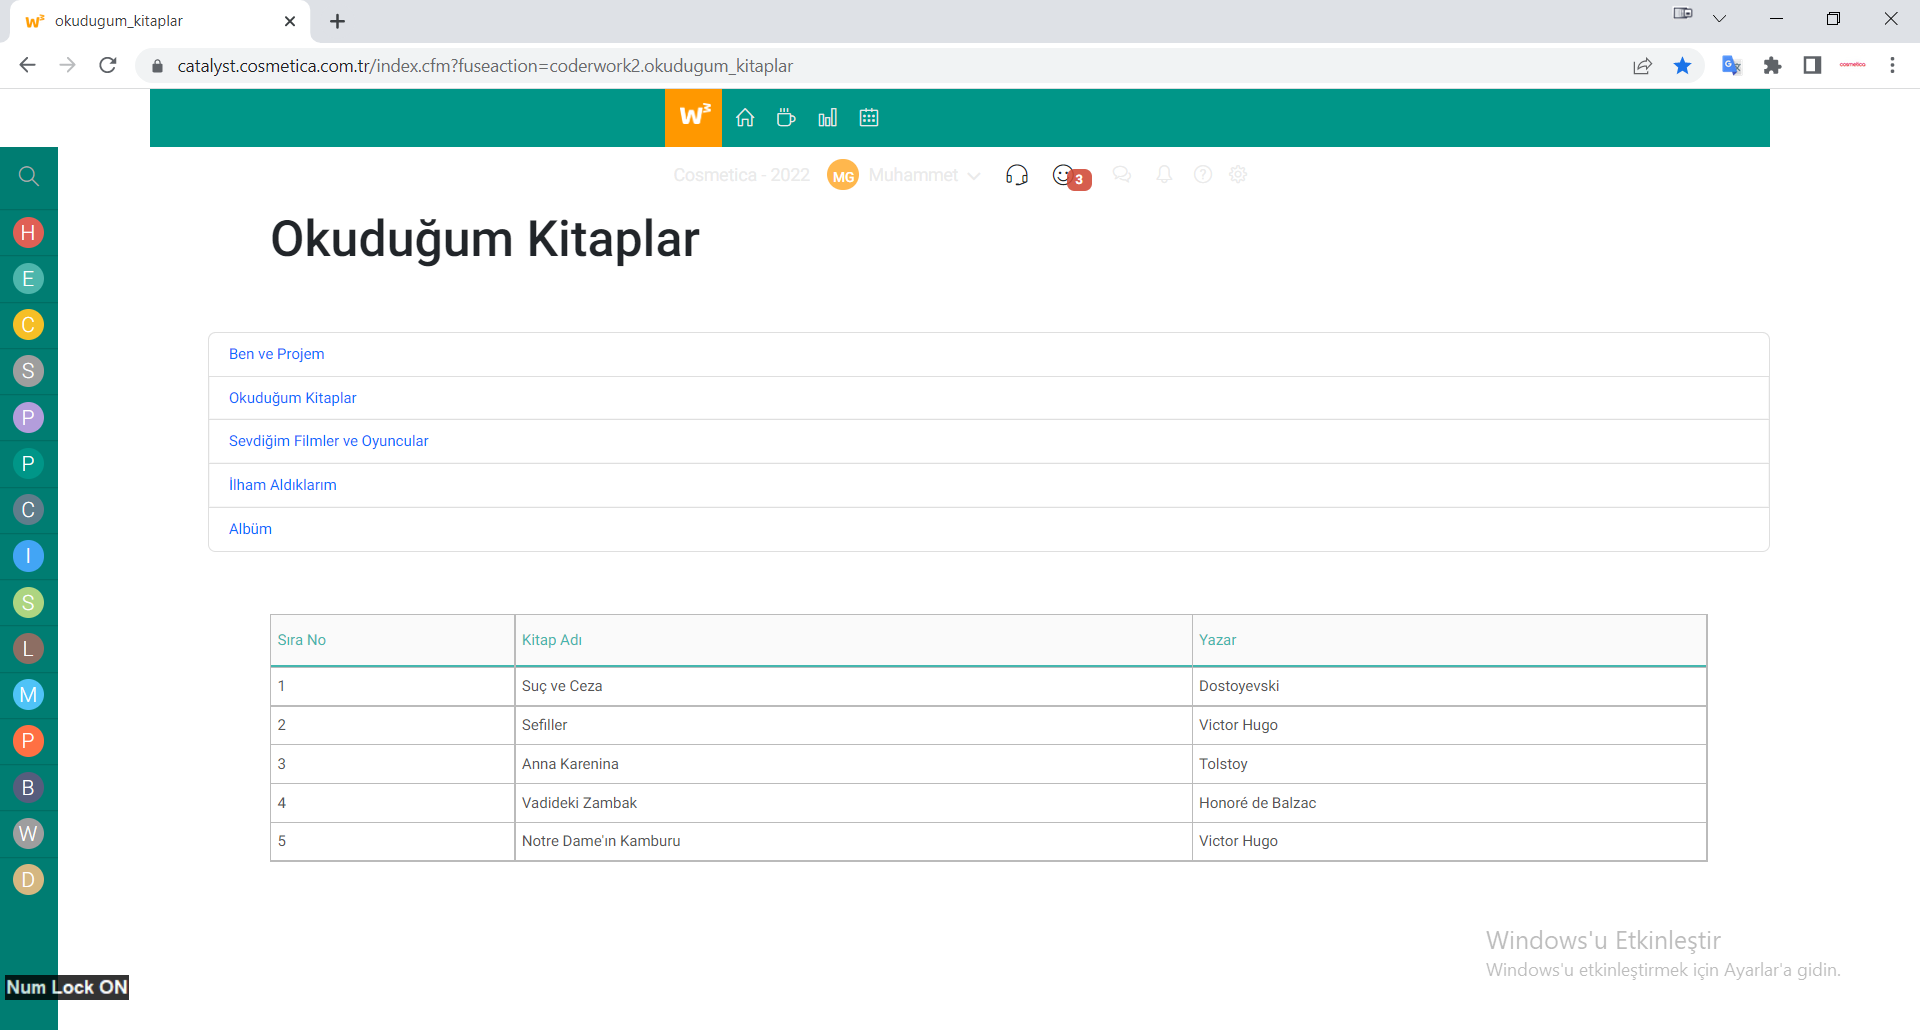 okudugum_kitaplar
catalyst.cosmetica.com.tr/index.cfm?fuseaction=coderwork2.okudugum_kitaplar
cosmetica
W3
Cosmetica - 2022 MG Muhammet 3
Okuduğum Kitaplar
H
E
C
S
P
P
C
I
S
L
M
P
B
W
D
Ben ve Projem
Okuduğum Kitaplar
Sevdiğim Filmler ve Oyuncular
İlham Aldıklarım
Albüm
Sıra No Kitap Adı Yazar
1 Suç ve Ceza Dostoyevski
2 Sefiller Victor Hugo
3 Anna Karenina Tolstoy
4 Vadideki Zambak Honoré de Balzac
5 Notre Dame'ın Kamburu Victor Hugo
Windows'u Etkinleştir
Windows'u etkinleştirmek için Ayarlar'a gidin.
Num Lock ON